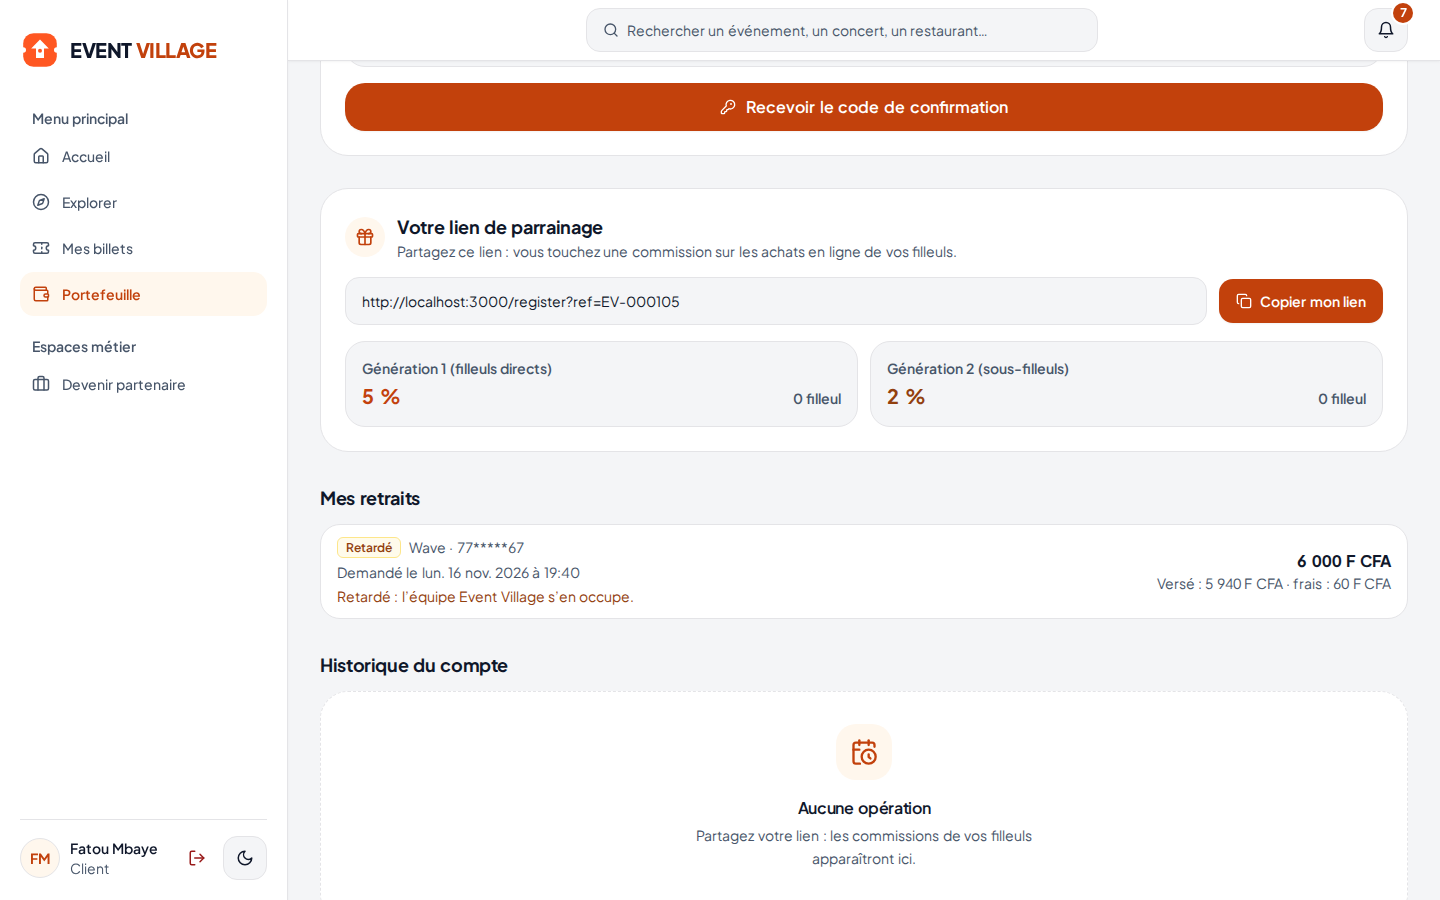 EVENT VILLAGE
Rechercher un événement, un concert, un restaurant...
7
Menu principal
Accueil
Explorer
Mes billets
Portefeuille
Espaces métier
Devenir partenaire
FM
Fatou Mbaye
Client
Recevoir le code de confirmation
Votre lien de parrainage
Partagez ce lien : vous touchez une commission sur les achats en ligne de vos filleuls.
http://localhost:3000/register?ref=EV-000105
Copier mon lien
Génération 1 (filleuls directs)
5 %
0 filleul
Génération 2 (sous-filleuls)
2 %
0 filleul
Mes retraits
Retardé Wave · 77*****67
Demandé le lun. 16 nov. 2026 à 19:40
Retardé : l'équipe Event Village s'en occupe.
6 000 F CFA
Versé : 5 940 F CFA · frais : 60 F CFA
Historique du compte
Aucune opération
Partagez votre lien : les commissions de vos filleuls
apparaîtront ici.